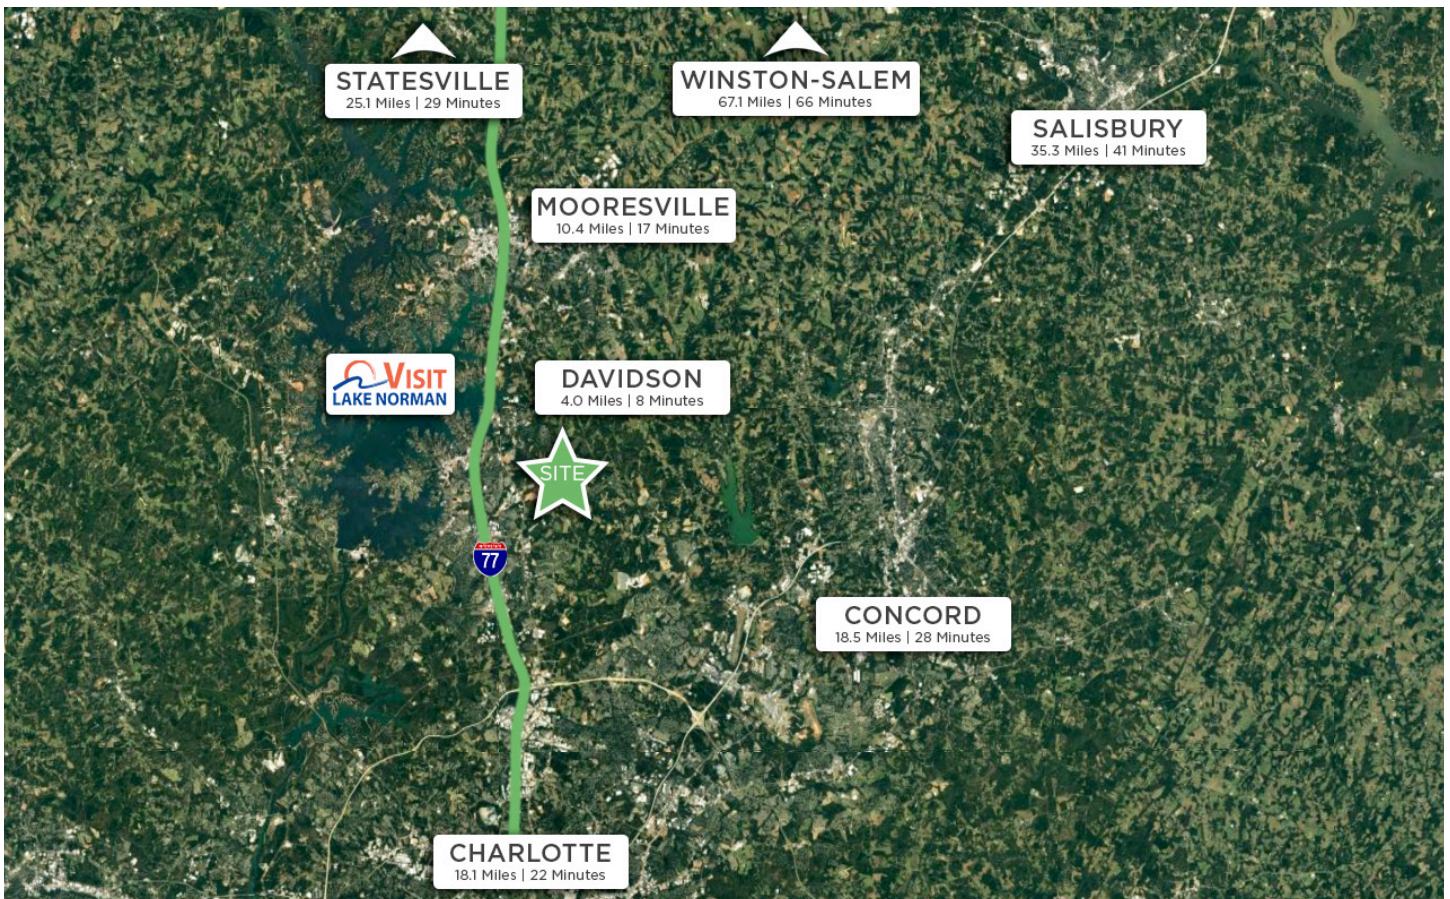 STATESVILLE
25.1 Miles | 29 Minutes
WINSTON-SALEM
67.1 Miles | 66 Minutes
SALISBURY
35.3 Miles | 41 Minutes
MOORESVILLE
10.4 Miles | 17 Minutes
VISIT
LAKE NORMAN
DAVIDSON
4.0 Miles | 8 Minutes
SITE
77
CONCORD
18.5 Miles | 28 Minutes
CHARLOTTE
18.1 Miles | 22 Minutes